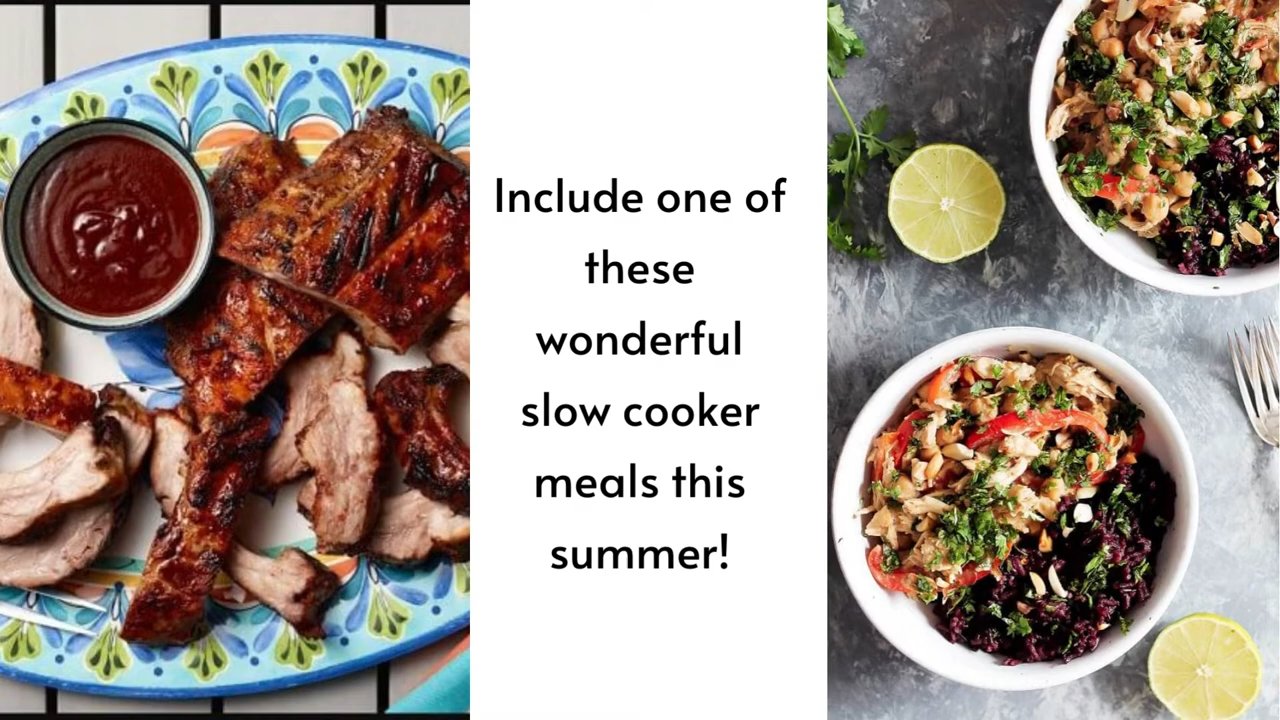 Include one of
these
wonderful
slow cooker
meals this
summer!